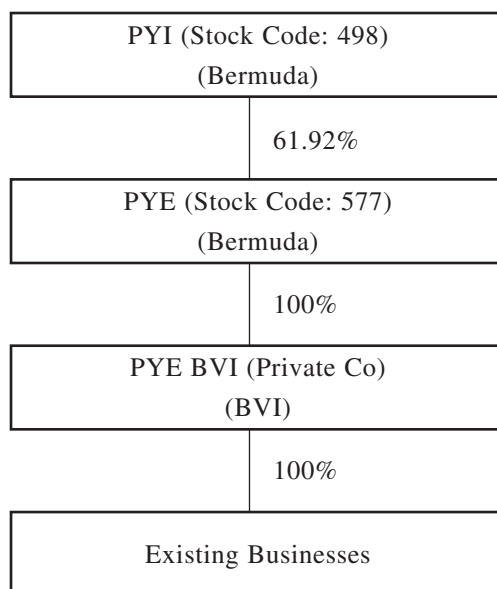 PYI (Stock Code: 498)
(Bermuda)
61.92%
PYE (Stock Code: 577)
(Bermuda)
100%
PYE BVI (Private Co)
(BVI)
100%
Existing Businesses